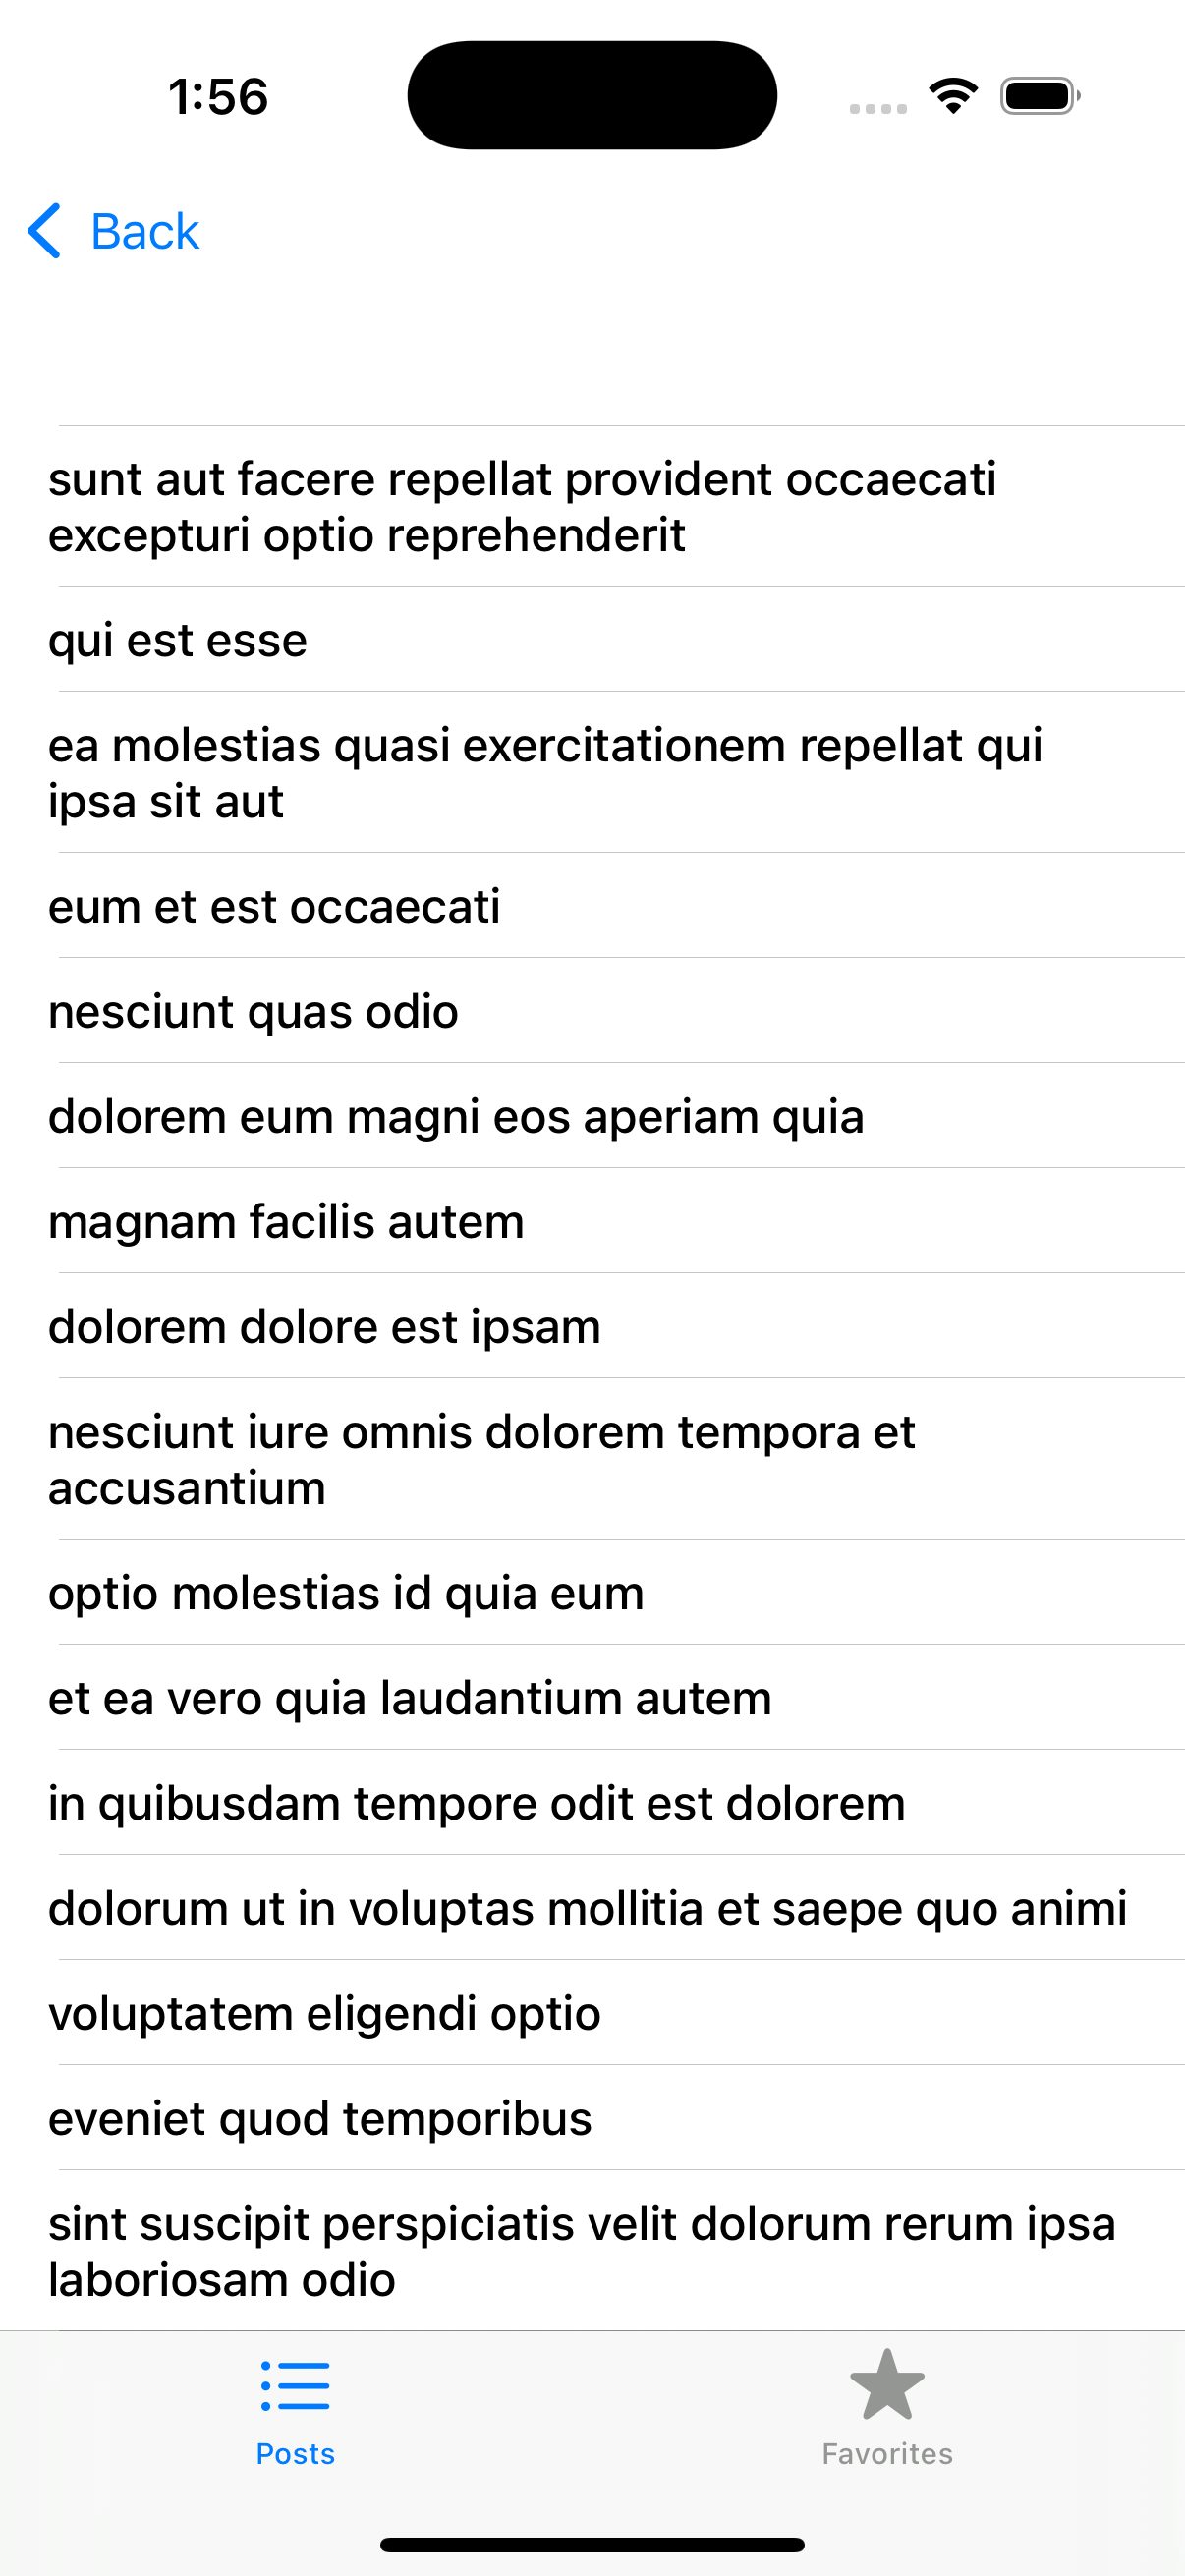 1:56
Back
sunt aut facere repellat provident occaecati
excepturi optio reprehenderit
qui est esse
ea molestias quasi exercitationem repellat qui
ipsa sit aut
eum et est occaecati
nesciunt quas odio
dolorem eum magni eos aperiam quia
magnam facilis autem
dolorem dolore est ipsam
nesciunt iure omnis dolorem tempora et
accusantium
optio molestias id quia eum
et ea vero quia laudantium autem
in quibusdam tempore odit est dolorem
dolorum ut in voluptas mollitia et saepe quo animi
voluptatem eligendi optio
eveniet quod temporibus
sint suscipit perspiciatis velit dolorum rerum ipsa
laboriosam odio
Posts
Favorites